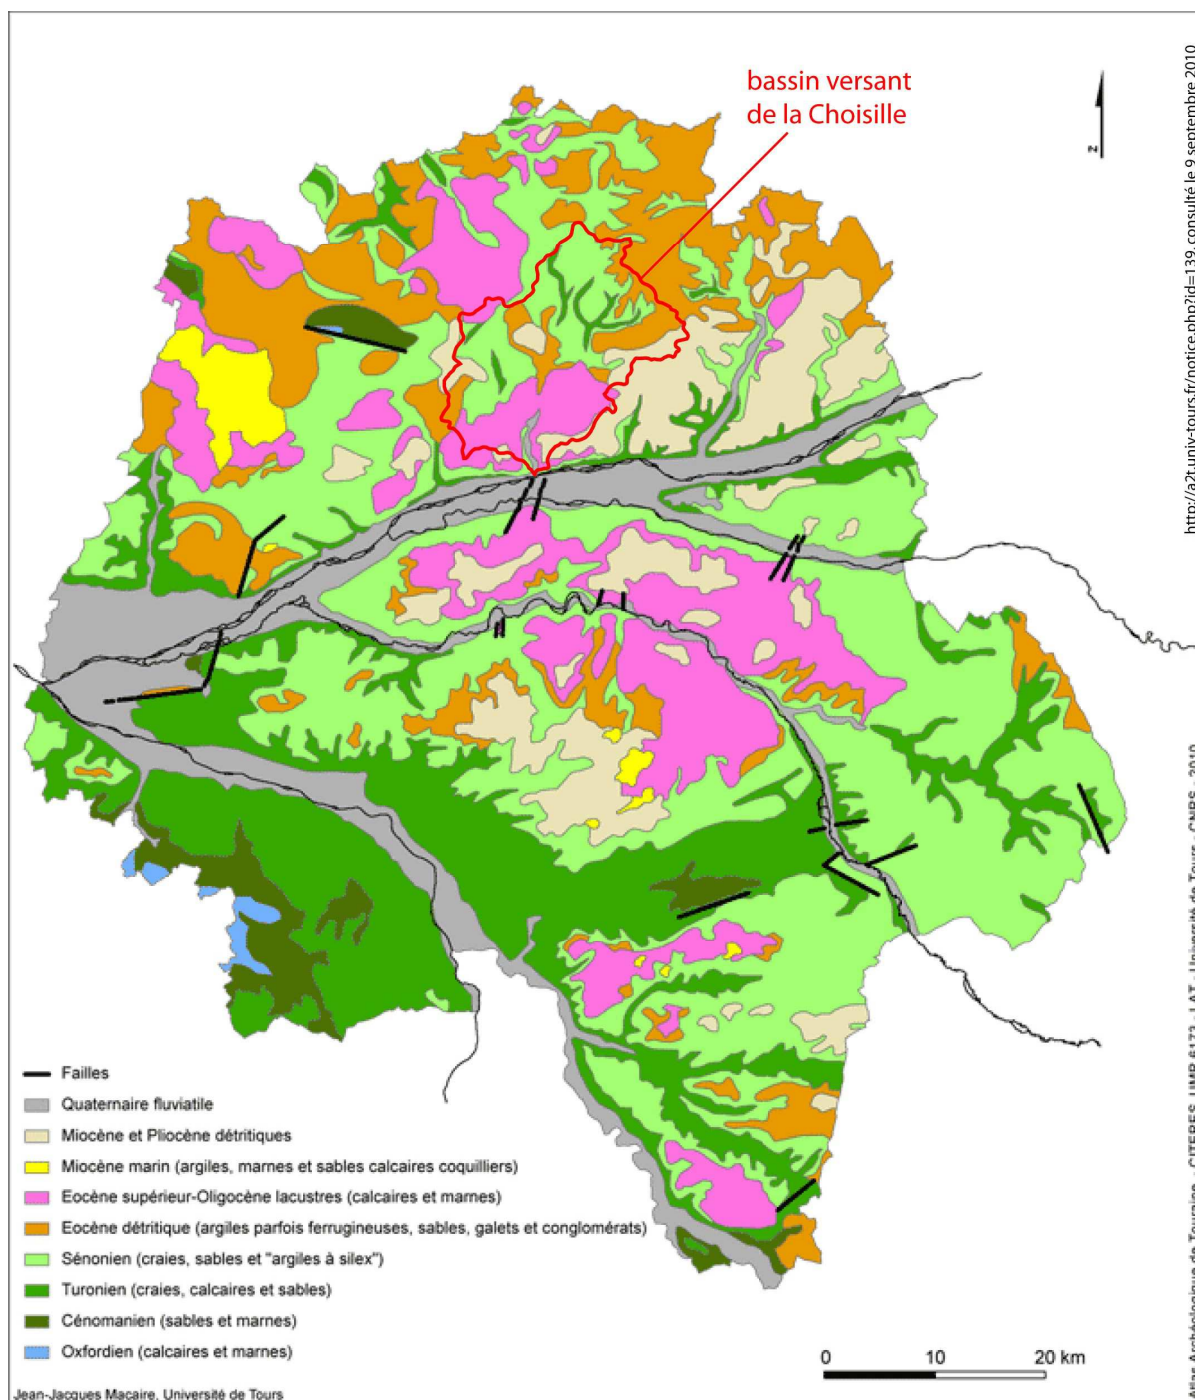 bassin versant
de la Choisille
N
http://a2t.univ-tours.fr/notice.php?id=139, consulté le 9 septembre 2010
Failles
Quaternaire fluviatile
Miocène et Pliocène détritiques
Miocène marin (argiles, marnes et sables calcaires coquilliers)
Eocène supérieur-Oligocène lacustres (calcaires et marnes)
Eocène détritique (argiles parfois ferrugineuses, sables, galets et conglomérats)
Sénonien (craies, sables et "argiles à silex")
Turonien (craies, calcaires et sables)
Cénomanien (sables et marnes)
Oxfordien (calcaires et marnes)
0 10 20 km
Jean-Jacques Macaire, Université de Tours
Atlas Archéologique de Touraine - CITERES, UMR 6173 - LAT - Université de Tours - CNRS - 2010